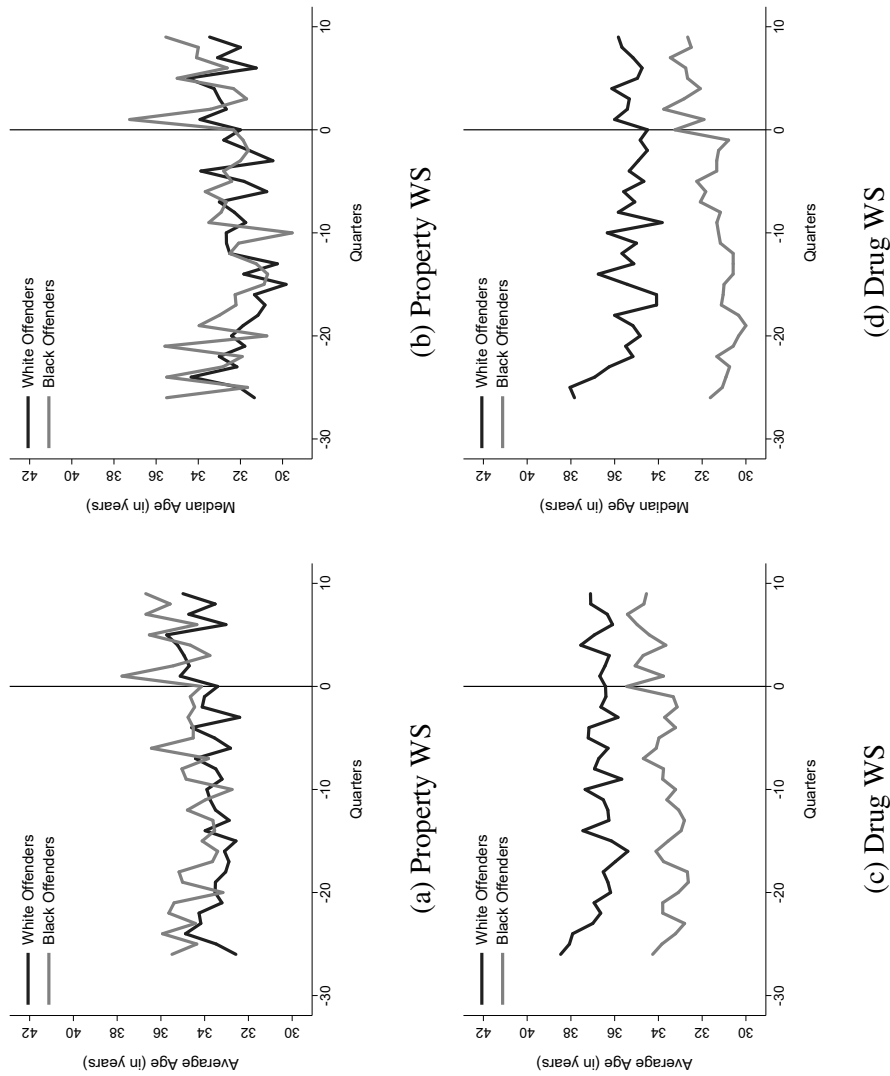 White Offenders
Black Offenders
Average Age (in years)
42
40
38
36
34
32
30
-30
-20
-10
0
10
Quarters
(a) Property WS
White Offenders
Black Offenders
Median Age (in years)
42
40
38
36
34
32
30
-30
-20
-10
0
10
Quarters
(b) Property WS
White Offenders
Black Offenders
Average Age (in years)
42
40
38
36
34
32
30
-30
-20
-10
0
10
Quarters
(c) Drug WS
White Offenders
Black Offenders
Median Age (in years)
42
40
38
36
34
32
30
-30
-20
-10
0
10
Quarters
(d) Drug WS